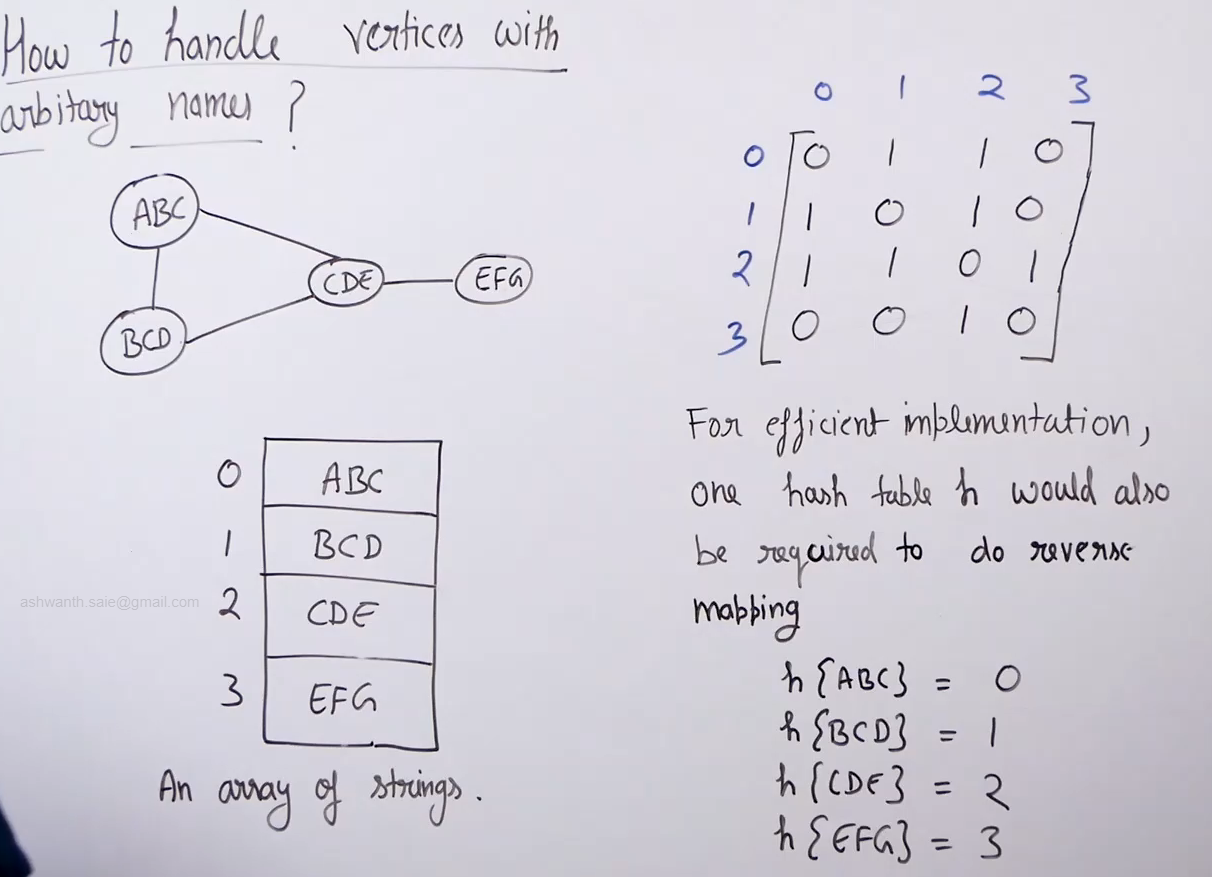 How to handle vertices with
arbitary names ?
ABC
BCD
CDE
EFG
0 ABC
1 BCD
2 CDE
3 EFG
An array of strings.
0 1 2 3
0 0 1 1 0
1 1 0 1 0
2 1 1 0 1
3 0 0 1 0
For efficient implementation,
one hash table h would also
be required to do reverse
mapping
h{ABC} = 0
h{BCD} = 1
h{CDE} = 2
h{EFG} = 3
ashwanth.saie@gmail.com